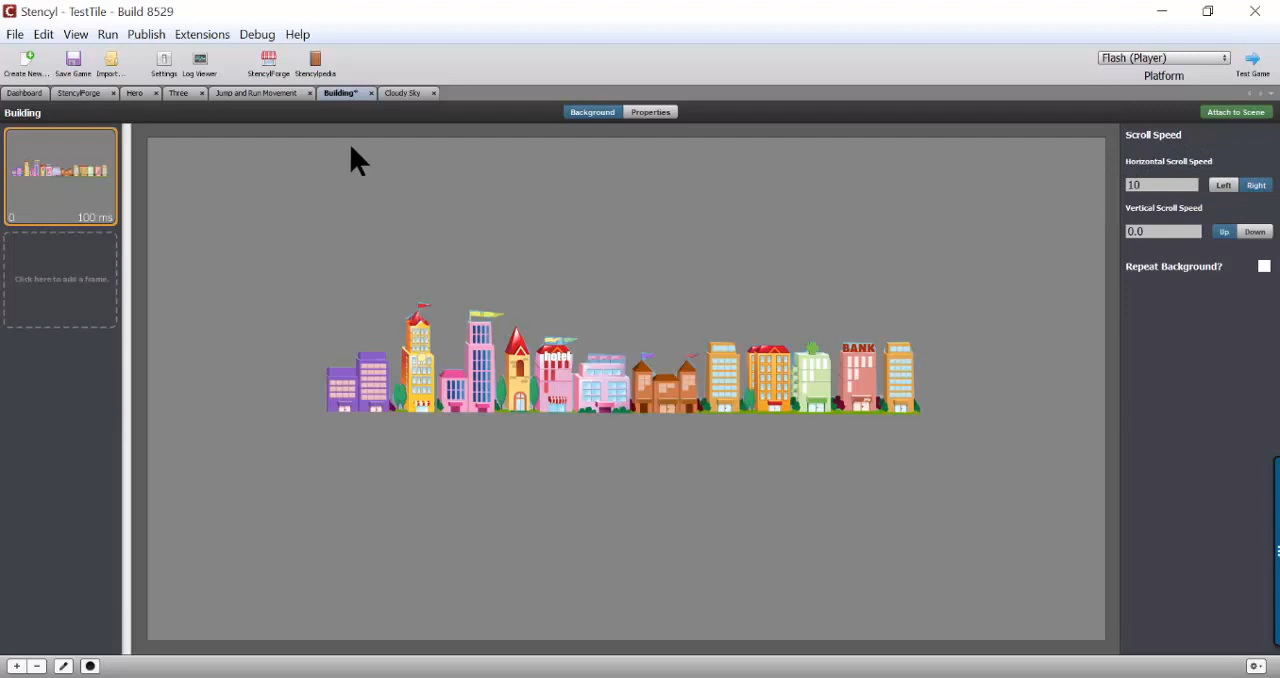 Stencyl - TestTile - Build 8529
File Edit View Run Publish Extensions Debug Help
Create New... Save Game Import... Settings Log Viewer StencylForge Stencylpedia
Flash (Player)
Platform
Test Game
Dashboard StencylForge Hero Three Jump and Run Movement Building* Cloudy Sky
Building
Background Properties
Attach to Scene
0 100 ms
Click here to add a frame.
hotel
BANK
Scroll Speed
Horizontal Scroll Speed
10 Left Right
Vertical Scroll Speed
0.0 Up Down
Repeat Background?